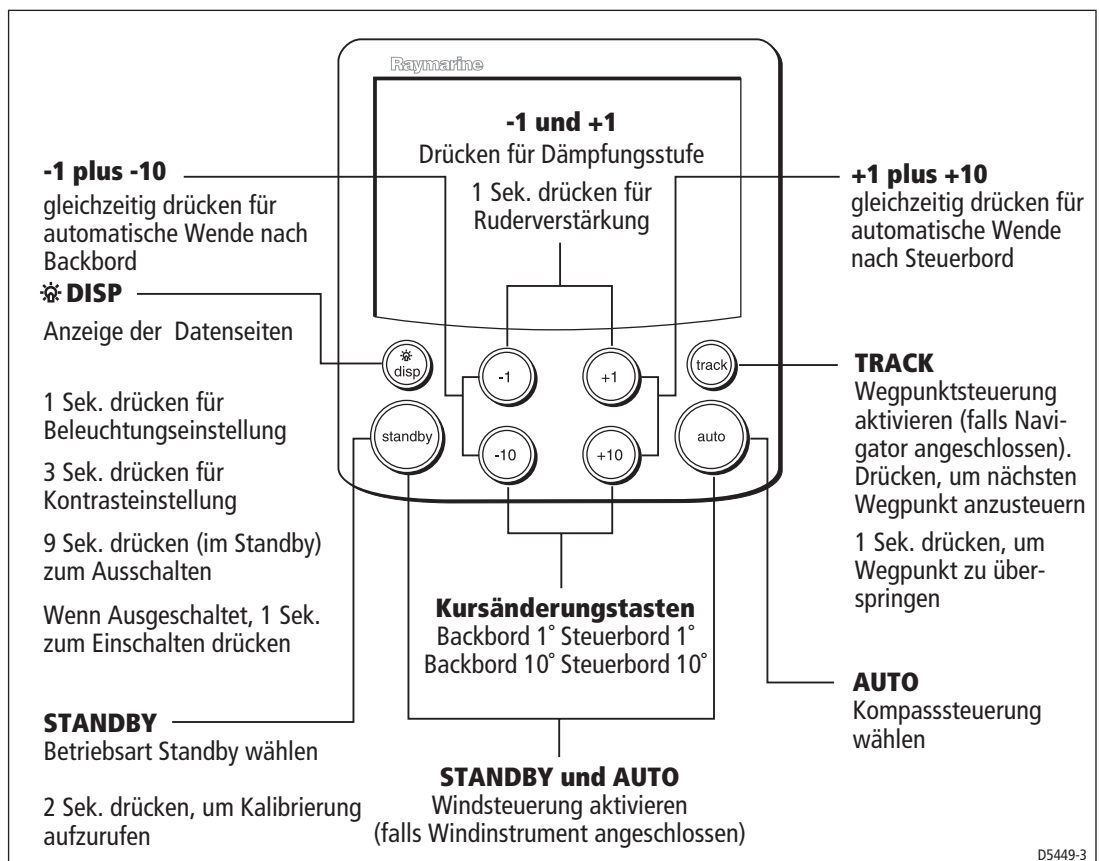 Raymarine
-1 und +1
Drücken für Dämpfungsstufe
1 Sek. drücken für
Ruderverstärkung
-1 plus -10
gleichzeitig drücken für
automatische Wende nach
Backbord
+1 plus +10
gleichzeitig drücken für
automatische Wende
nach Steuerbord
DISP
Anzeige der Datenseiten
1 Sek. drücken für
Beleuchtungseinstellung
3 Sek. drücken für
Kontrasteinstellung
9 Sek. drücken (im Standby)
zum Ausschalten
Wenn Ausgeschaltet, 1 Sek.
zum Einschalten drücken
STANDBY
Betriebsart Standby wählen
2 Sek. drücken, um Kalibrierung
aufzurufen
disp
-1
+1
track
standby
-10
+10
auto
Kursänderungstasten
Backbord 1° Steuerbord 1°
Backbord 10° Steuerbord 10°
STANDBY und AUTO
Windsteuerung aktivieren
(falls Windinstrument angeschlossen)
TRACK
Wegpunktsteuerung
aktivieren (falls Navi-
gator angeschlossen).
Drücken, um nächsten
Wegpunkt anzusteuern
1 Sek. drücken, um
Wegpunkt zu über-
springen
AUTO
Kompasssteuerung
wählen
D5449-3